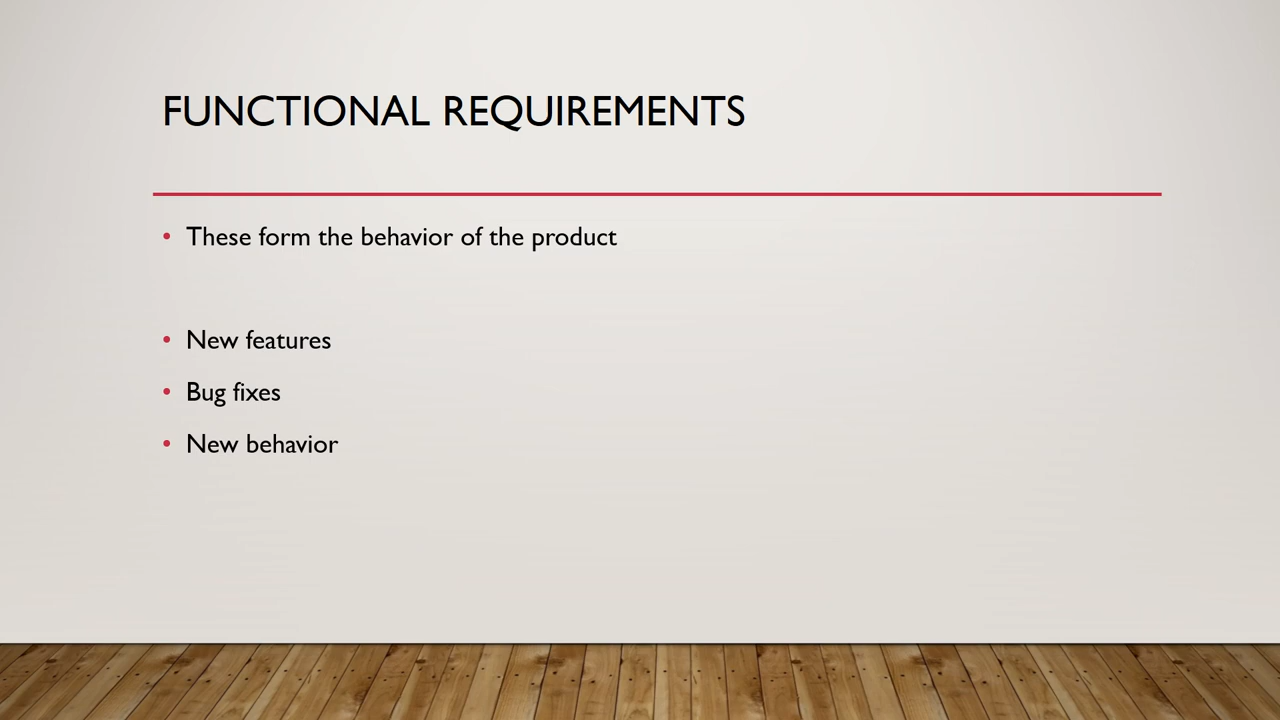 FUNCTIONAL REQUIREMENTS
• These form the behavior of the product
• New features
• Bug fixes
• New behavior